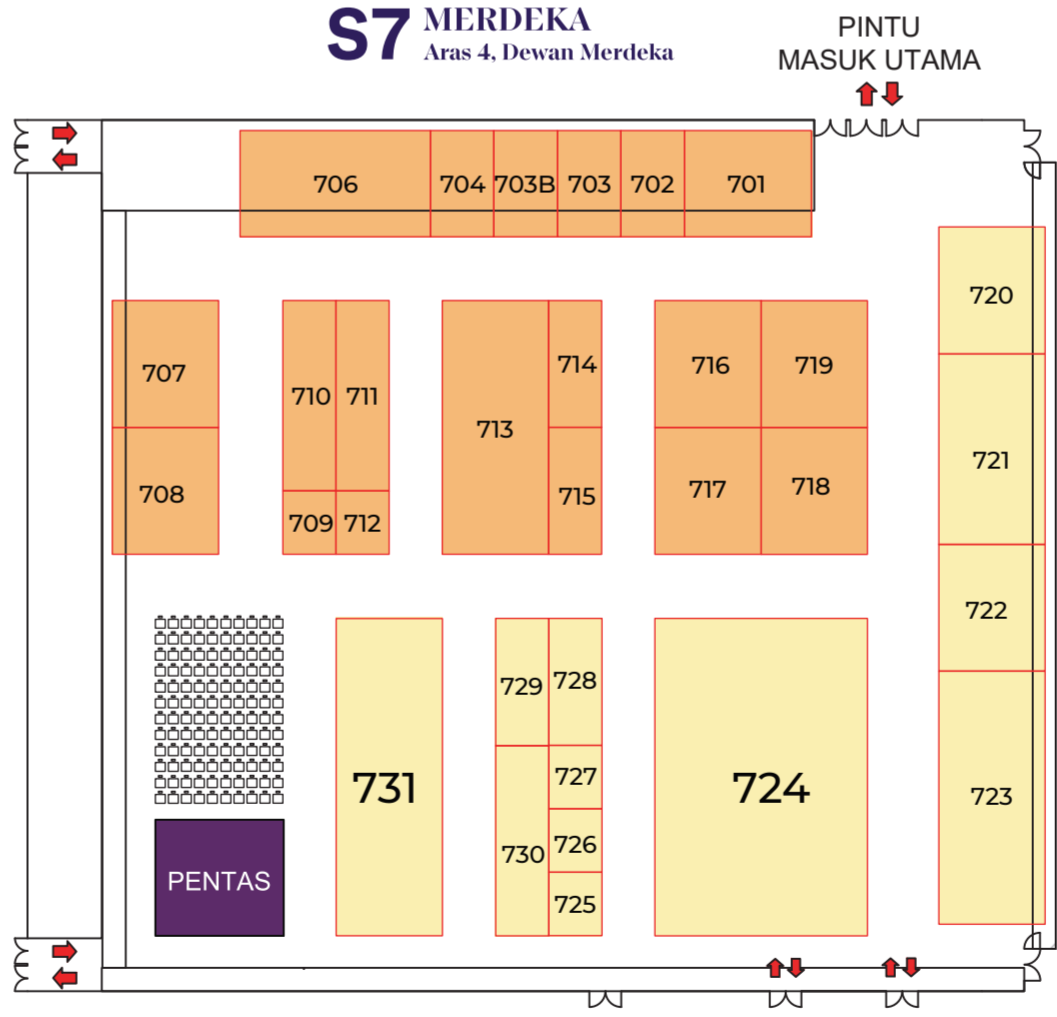 S7 MERDEKA
Aras 4, Dewan Merdeka
PINTU
MASUK UTAMA
706 704 703B 703 702 701
720
707 710 711 713 714 716 719
721
708 715 717 718
709 712
722
729 728
731 727 724 723
730 726
PENTAS
725